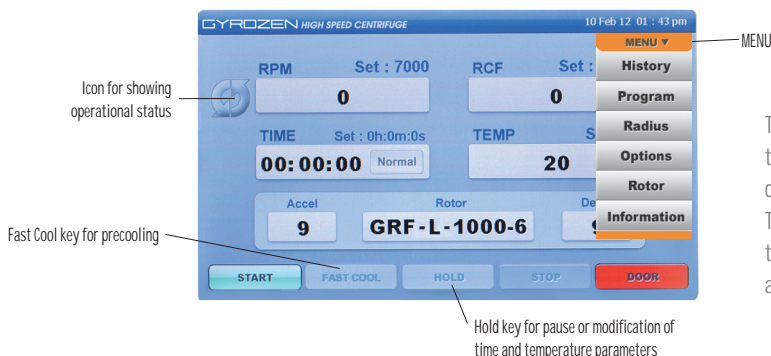 GYROZEN HIGH SPEED CENTRIFUGE 10 Feb 12 01 : 43 pm
MENU ▼
MENU
RPM Set : 7000 RCF Set :
History
Icon for showing
operational status
0 0
Program
TIME Set : 0h:0m:0s TEMP S
Radius
00: 00: 00 Normal 20
Options
Accel Rotor De
Rotor
9 GRF-L-1000-6
Information
Fast Cool key for precooling
START FAST COOL HOLD STOP DOOR
Hold key for pause or modification of
time and temperature parameters